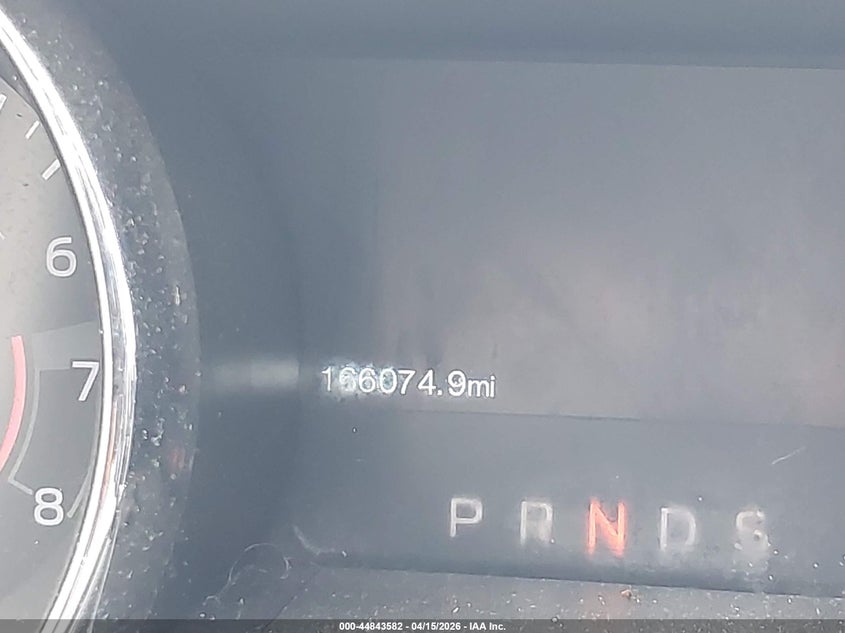 6
7
8
166074.9mi
P R N D S
000-44843582 - 04/15/2026 - IAA Inc.